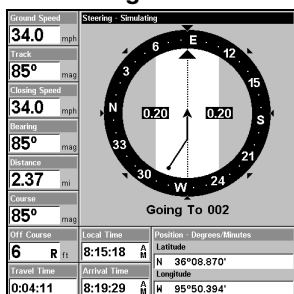 Ground Speed
34.0 mph
Track
85° mag
Closing Speed
34.0 mph
Bearing
85° mag
Distance
2.37 mi
Course
85° mag
Off Course
6 R ft
Travel Time
0:04:11
Steering - Simulating
E
12
15
S
21
24
W
30
33
N
3
6
0.20 0.20
Going To 002
Local Time
8:15:18 AM
Arrival Time
8:19:29 AM
Position - Degrees/Minutes
Latitude
N 36°08.870'
Longitude
W 95°50.394'